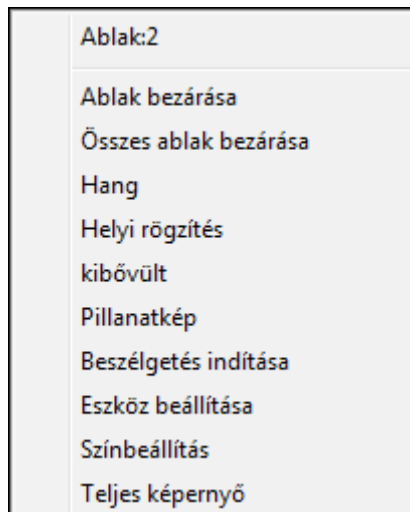 Ablak:2
Ablak bezárása
Összes ablak bezárása
Hang
Helyi rögzítés
kibővült
Pillanatkép
Beszélgetés indítása
Eszköz beállítása
Színbeállítás
Teljes képernyő